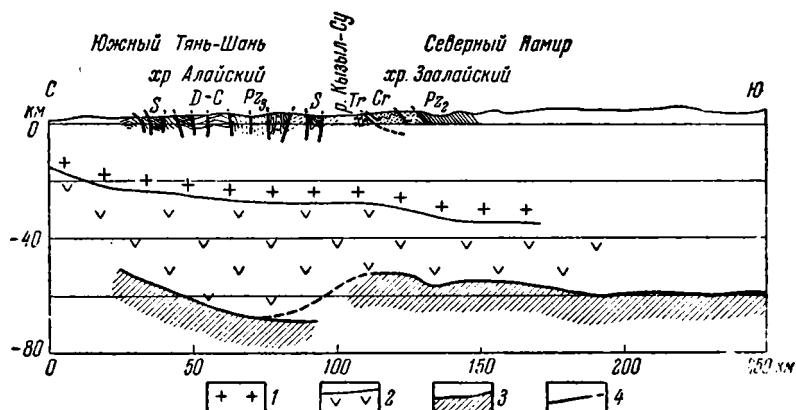 Южный Тянь-Шань
хр Алайский
р. Кызыл-Су
Северный Памир
хр. Заалайский
С
Ю
S
D-C
Pz₃
S
Tr
Cr
Pz₂
км
0
-40
-80
0
50
100
150
200
км
1
2
3
4